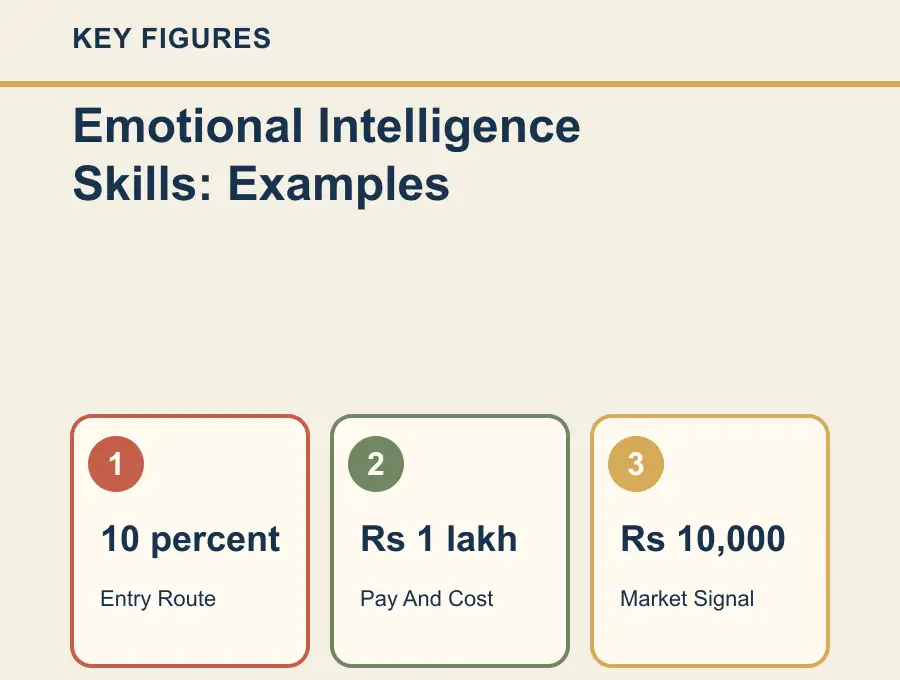 KEY FIGURES
Emotional Intelligence
Skills: Examples
1
10 percent
Entry Route
2
Rs 1 lakh
Pay And Cost
3
Rs 10,000
Market Signal